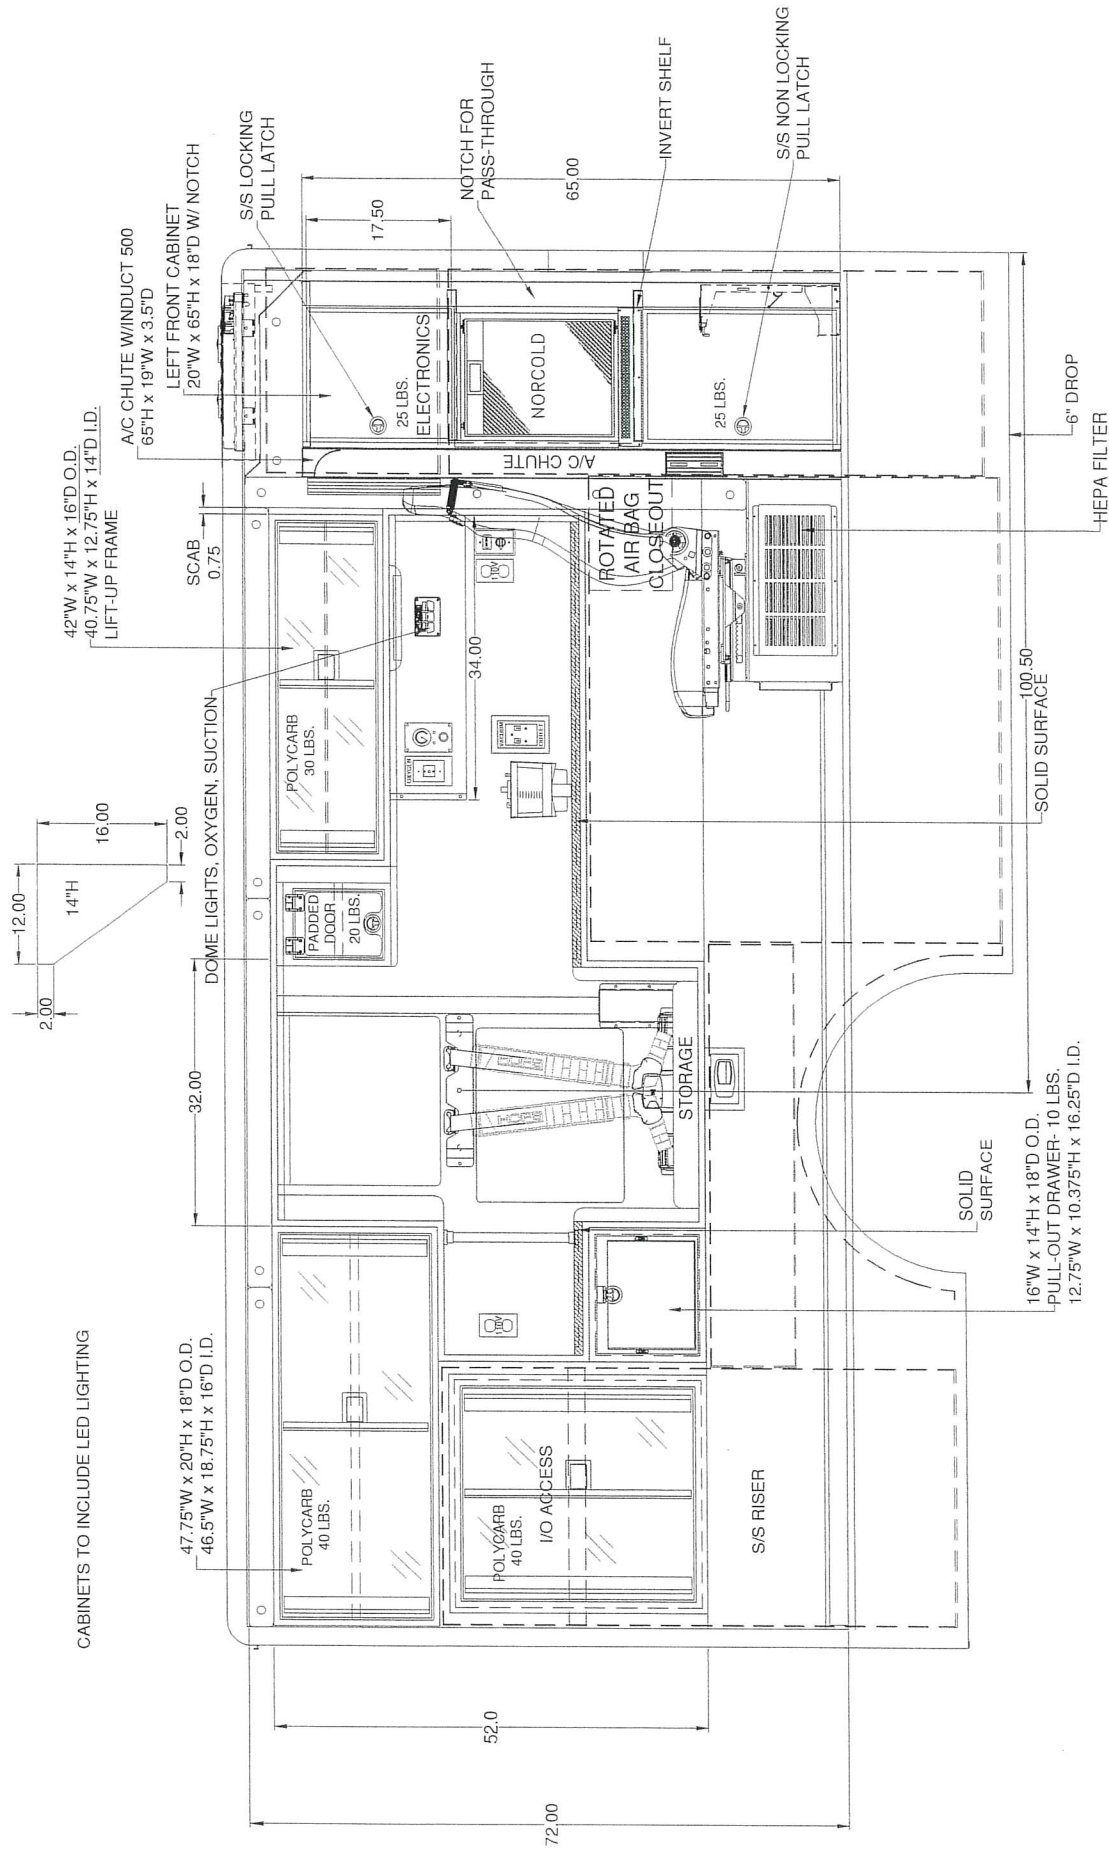 CABINETS TO INCLUDE LED LIGHTING
47.75"W x 20"H x 18"D O.D.
46.5"W x 18.75"H x 16"D I.D.
2.00
12.00
14"H
16.00
2.00
32.00
DOME LIGHTS, OXYGEN, SUCTION
42"W x 14"H x 16"D O.D.
40.75"W x 12.75"H x 14"D I.D.
LIFT-UP FRAME
SCAB
0.75
A/C CHUTE W/INDUCT 500
65"H x 19"W x 3.5"D
LEFT FRONT CABINET
20"W x 65"H x 18"D W/ NOTCH
S/S LOCKING
PULL LATCH
17.50
NOTCH FOR
PASS-THROUGH
65.00
INVERT SHELF
S/S NON LOCKING
PULL LATCH
POLYCARB
40 LBS.
PADDED
DOOR
20 LBS.
POLYCARB
30 LBS.
25 LBS.
ELECTRONICS
NORCOLD
25 LBS.
A/C CHUTE
110V
OXYGEN
34.00
VACUUM
OUTLET
110V
ROTATED
AIR BAG
CLOSEOUT
POLYCARB
40 LBS.
I/O ACCESS
STORAGE
S/S RISER
52.0
72.00
SOLID
SURFACE
16"W x 14"H x 18"D O.D.
PULL-OUT DRAWER- 10 LBS.
12.75"W x 10.375"H x 16.25"D I.D.
100.50
SOLID SURFACE
HEPA FILTER
6" DROP